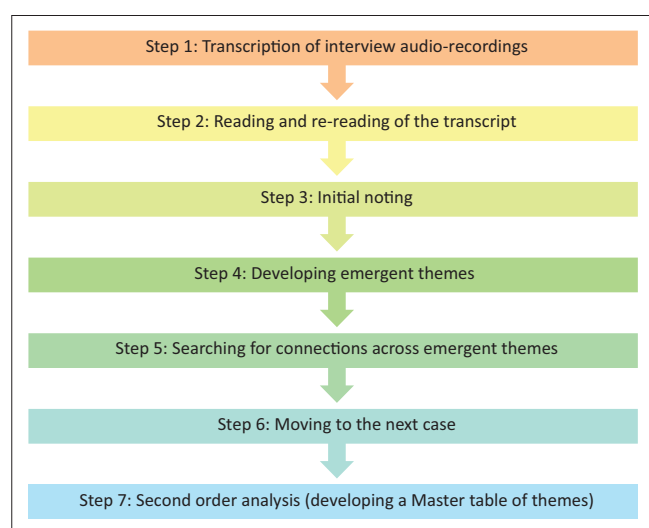 Step 1: Transcription of interview audio-recordings
Step 2: Reading and re-reading of the transcript
Step 3: Initial noting
Step 4: Developing emergent themes
Step 5: Searching for connections across emergent themes
Step 6: Moving to the next case
Step 7: Second order analysis (developing a Master table of themes)